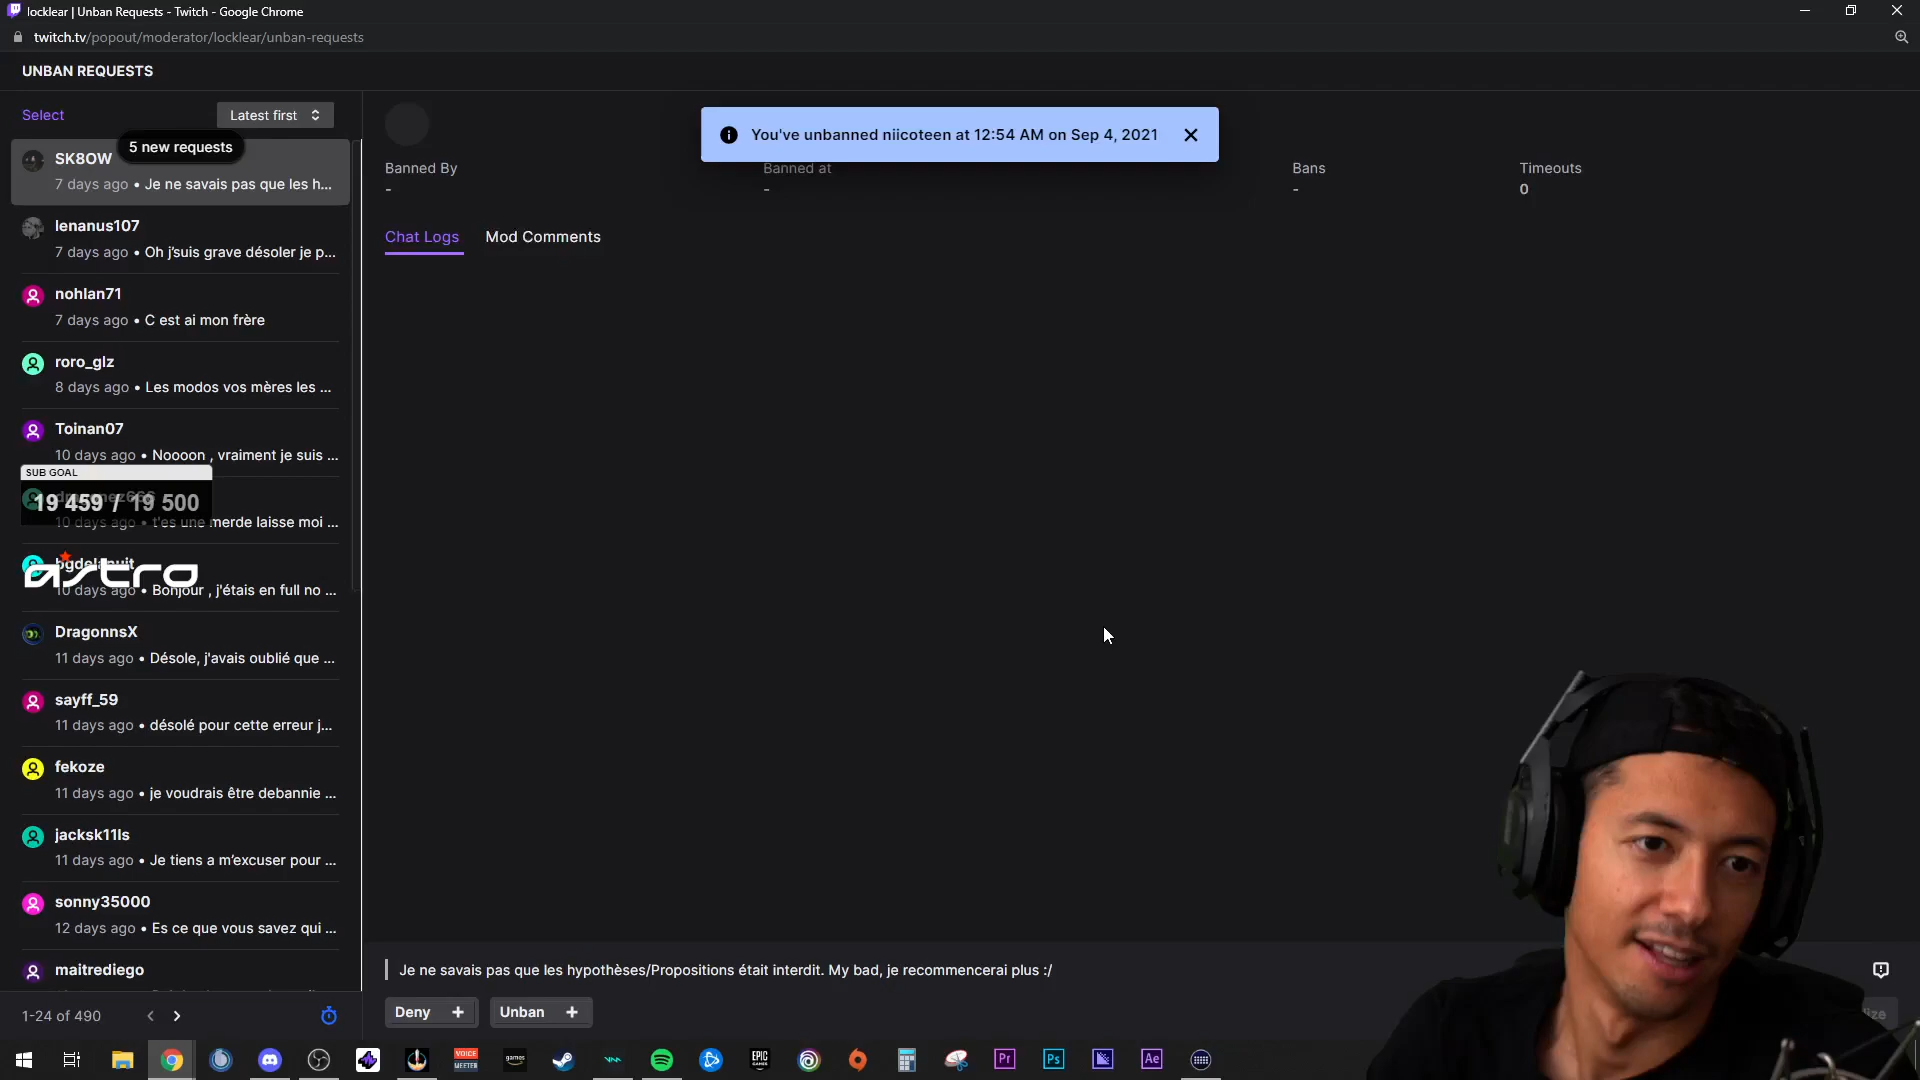 locklear | Unban Requests - Twitch - Google Chrome
twitch.tv/popout/moderator/locklear/unban-requests
UNBAN REQUESTS
Select
Latest first
5 new requests
SK8OW
7 days ago • Je ne savais pas que les h...
lenanus107
7 days ago • Oh j'suis grave désoler je p...
nohlan71
7 days ago • C est ai mon frère
roro_glz
8 days ago • Les modos vos mères les ...
Toinan07
10 days ago • Noooon , vraiment je suis ...
SUB GOAL
19 459 / 19 500
10 days ago • t'es une merde laisse moi ...
astro
10 days ago • Bonjour , j'étais en full no ...
DragonnsX
11 days ago • Désole, j'avais oublié que ...
sayff_59
11 days ago • désolé pour cette erreur j...
fekoze
11 days ago • je voudrais être debannie ...
jacksk11ls
11 days ago • Je tiens a m'excuser pour ...
sonny35000
12 days ago • Es ce que vous savez qui ...
maitrediego
1-24 of 490
You've unbanned niicoteen at 12:54 AM on Sep 4, 2021
Banned By
-
Banned at
-
Bans
-
Timeouts
0
Chat Logs
Mod Comments
Je ne savais pas que les hypothèses/Propositions était interdit. My bad, je recommencerai plus :/
Deny +
Unban +
VOICE
MEETER
games
EPIC
GAMES
Pr
Ps
Ae